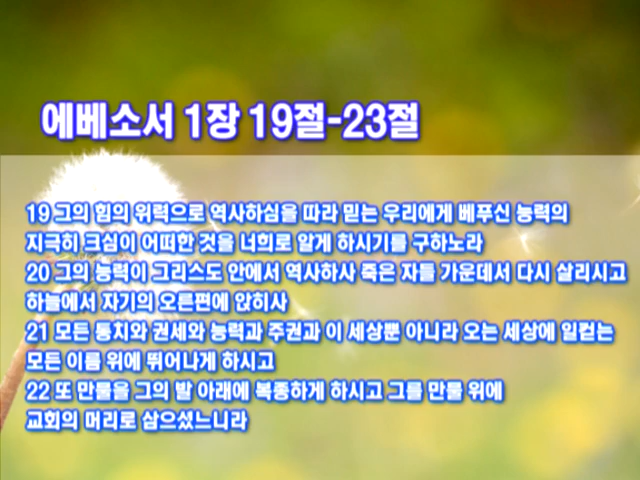 에베소서 1장 19절-23절
19 그의 힘의 위력으로 역사하심을 따라 믿는 우리에게 베푸신 능력의
지극히 크심이 어떠한 것을 너희로 알게 하시기를 구하노라
20 그의 능력이 그리스도 안에서 역사하사 죽은 자들 가운데서 다시 살리시고
하늘에서 자기의 오른편에 앉히사
21 모든 통치와 권세와 능력과 주권과 이 세상뿐 아니라 오는 세상에 일컫는
모든 이름 위에 뛰어나게 하시고
22 또 만물을 그의 발 아래에 복종하게 하시고 그를 만물 위에
교회의 머리로 삼으셨느니라